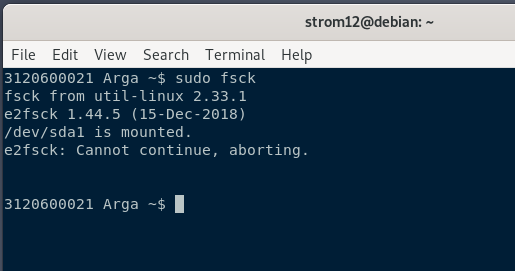 strom12@debian: ~
File Edit View Search Terminal Help
3120600021 Arga ~$ sudo fsck
fsck from util-linux 2.33.1
e2fsck 1.44.5 (15-Dec-2018)
/dev/sda1 is mounted.
e2fsck: Cannot continue, aborting.
3120600021 Arga ~$